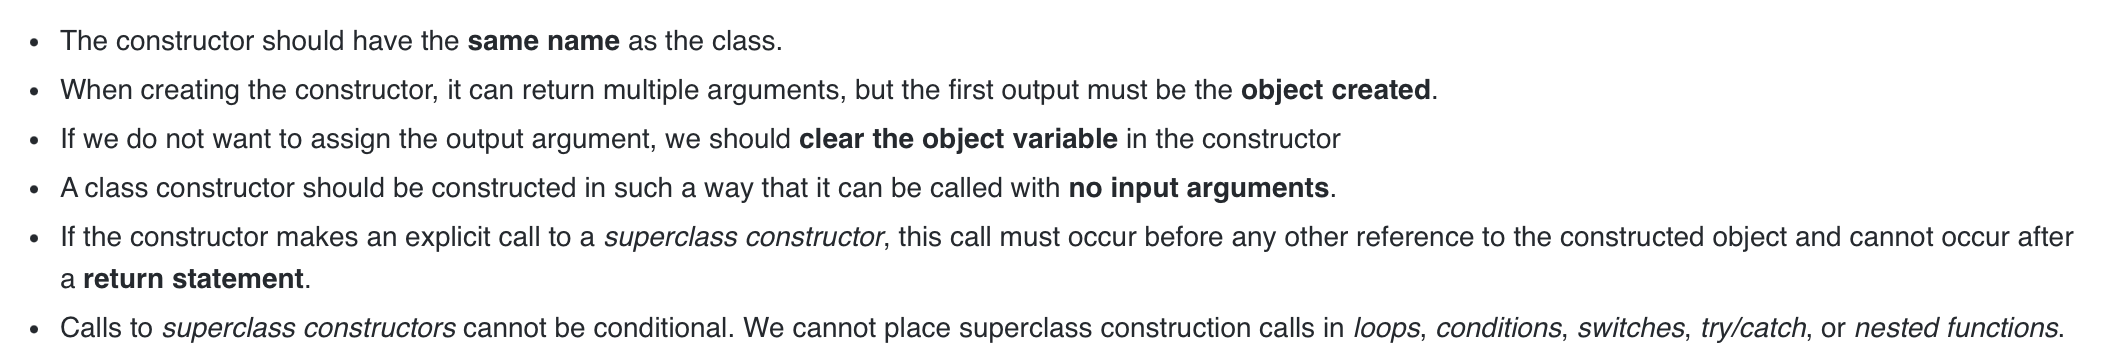 • The constructor should have the same name as the class.
• When creating the constructor, it can return multiple arguments, but the first output must be the object created.
• If we do not want to assign the output argument, we should clear the object variable in the constructor
• A class constructor should be constructed in such a way that it can be called with no input arguments.
• If the constructor makes an explicit call to a superclass constructor, this call must occur before any other reference to the constructed object and cannot occur after
a return statement.
• Calls to superclass constructors cannot be conditional. We cannot place superclass construction calls in loops, conditions, switches, try/catch, or nested functions.